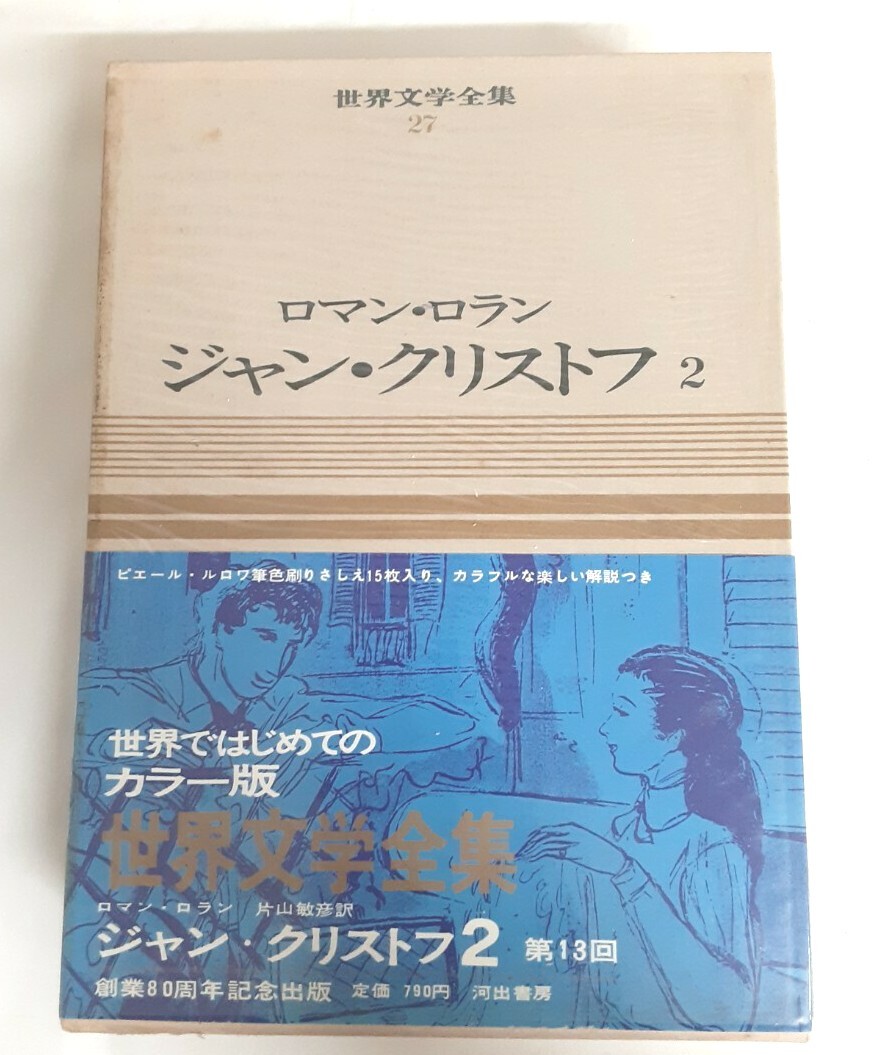 世界文学全集
27
ロマン・ロラン
ジャン・クリストフ 2
ピエール・ルロワ筆色刷りさしえ15枚入り、カラフルな楽しい解説つき
世界ではじめての
カラー版
世界文学全集
ロマン・ロラン 片山敏彦訳
ジャン・クリストフ2 第13回
創業80周年記念出版 定価 790円 河出書房